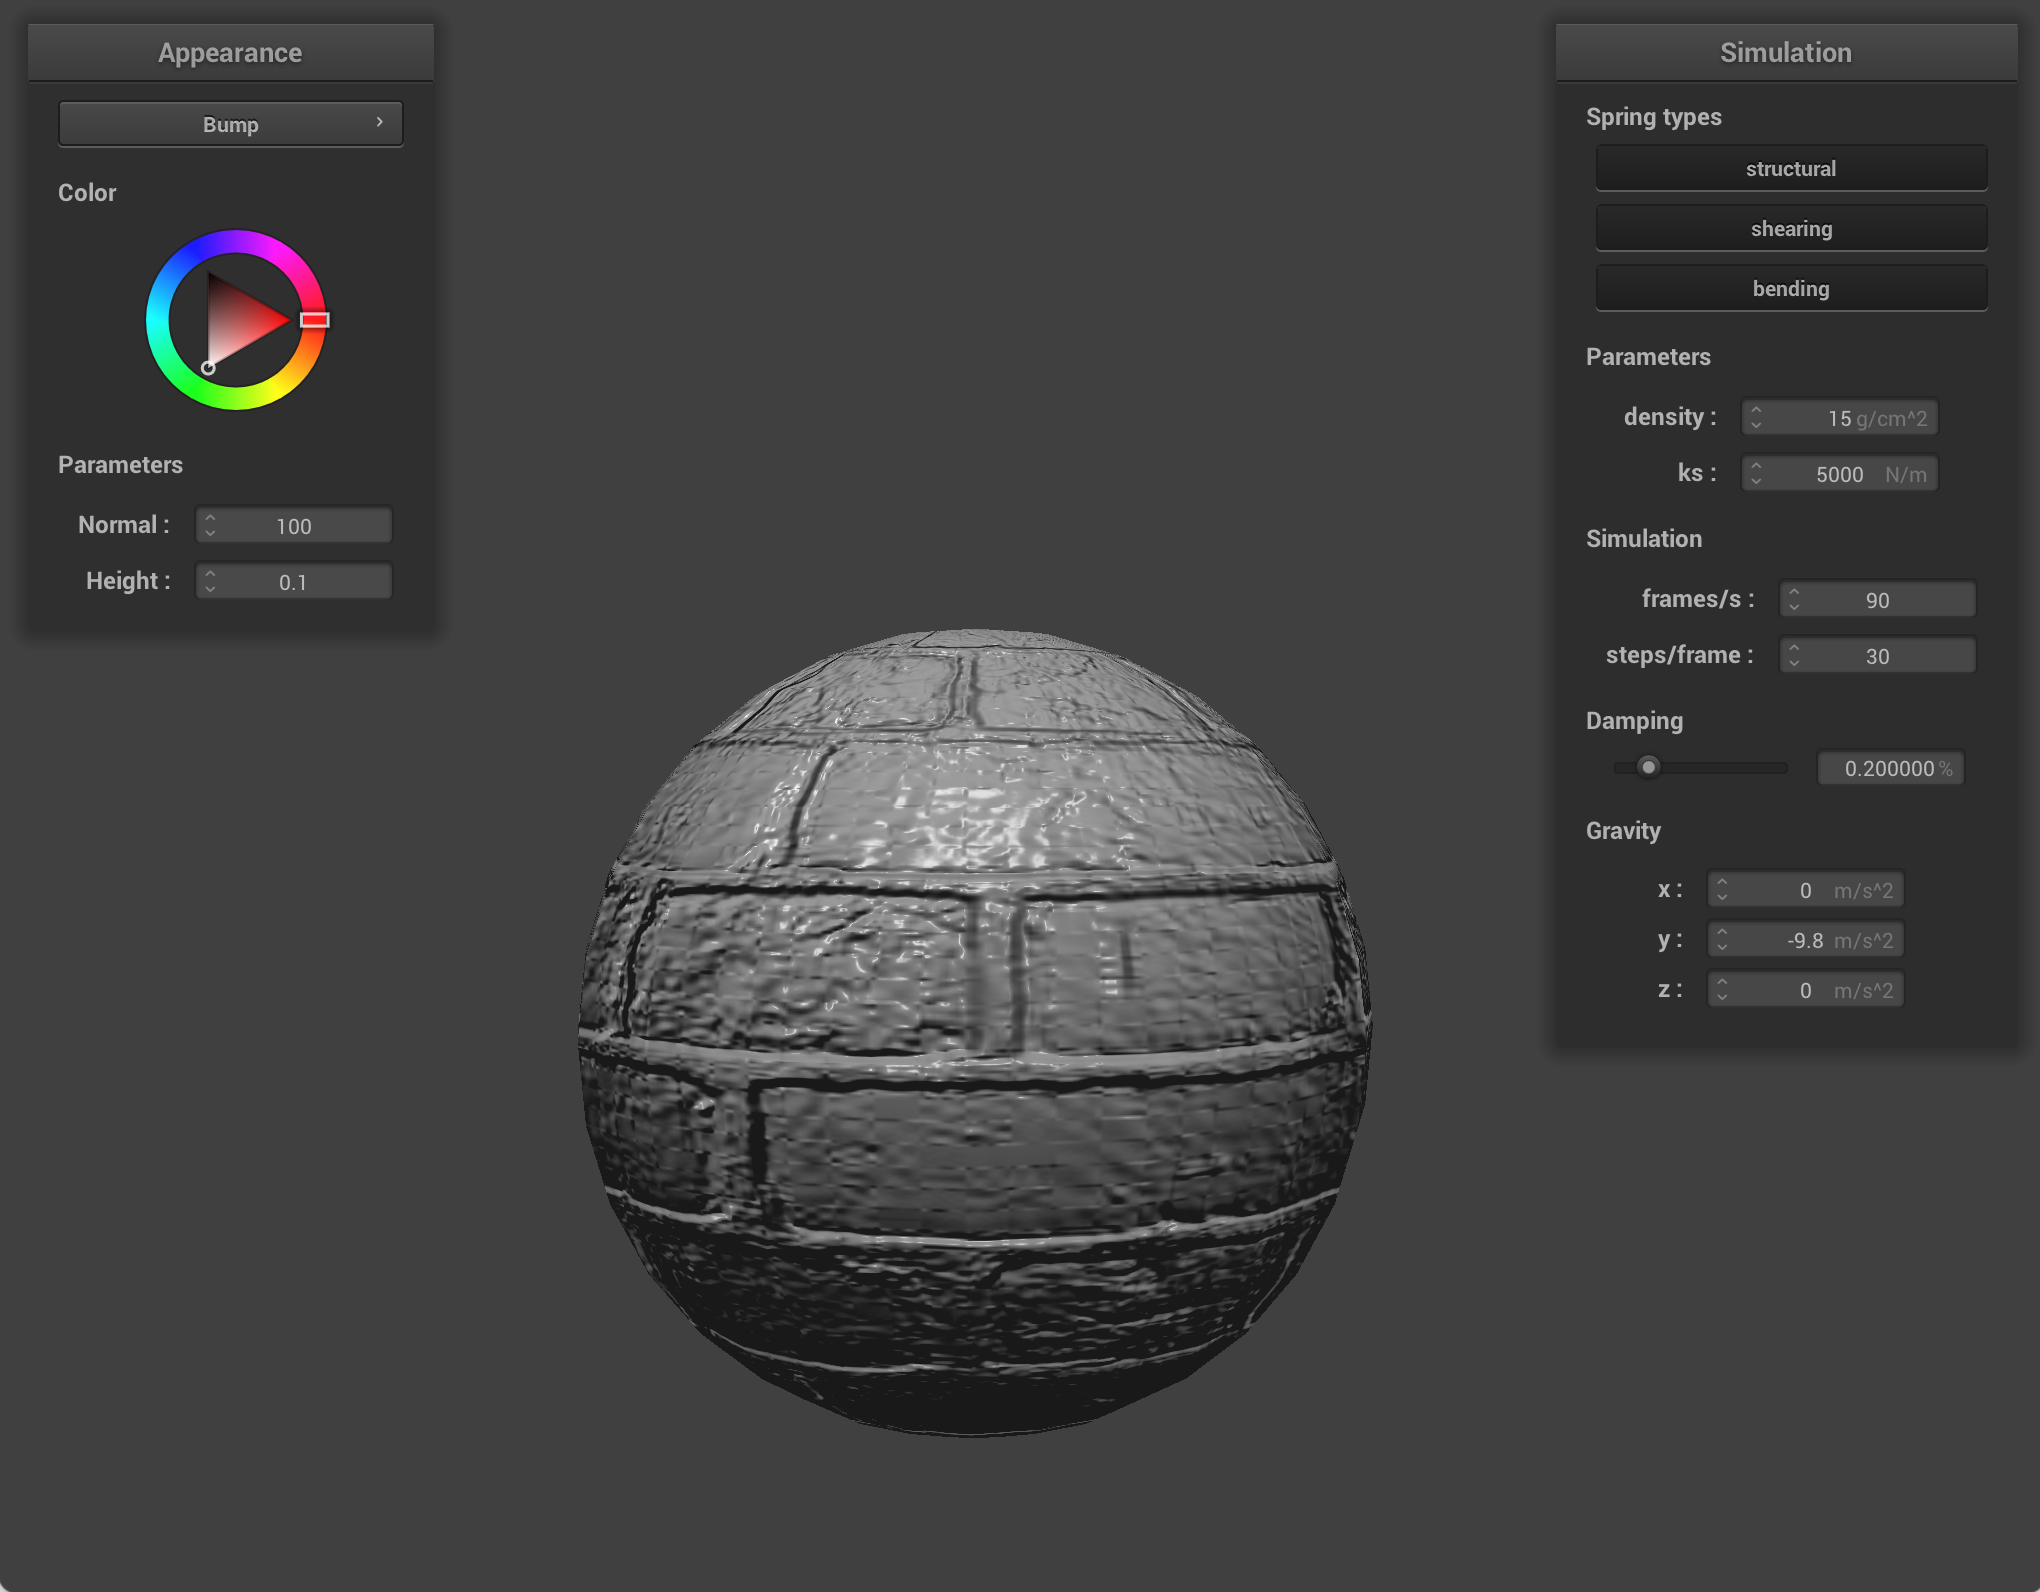 Appearance
Bump
Color
Parameters
Normal : 100
Height : 0.1
Simulation
Spring types
structural
shearing
bending
Parameters
density : 15 g/cm^2
ks : 5000 N/m
Simulation
frames/s : 90
steps/frame : 30
Damping
0.200000 %
Gravity
x : 0 m/s^2
y : -9.8 m/s^2
z : 0 m/s^2